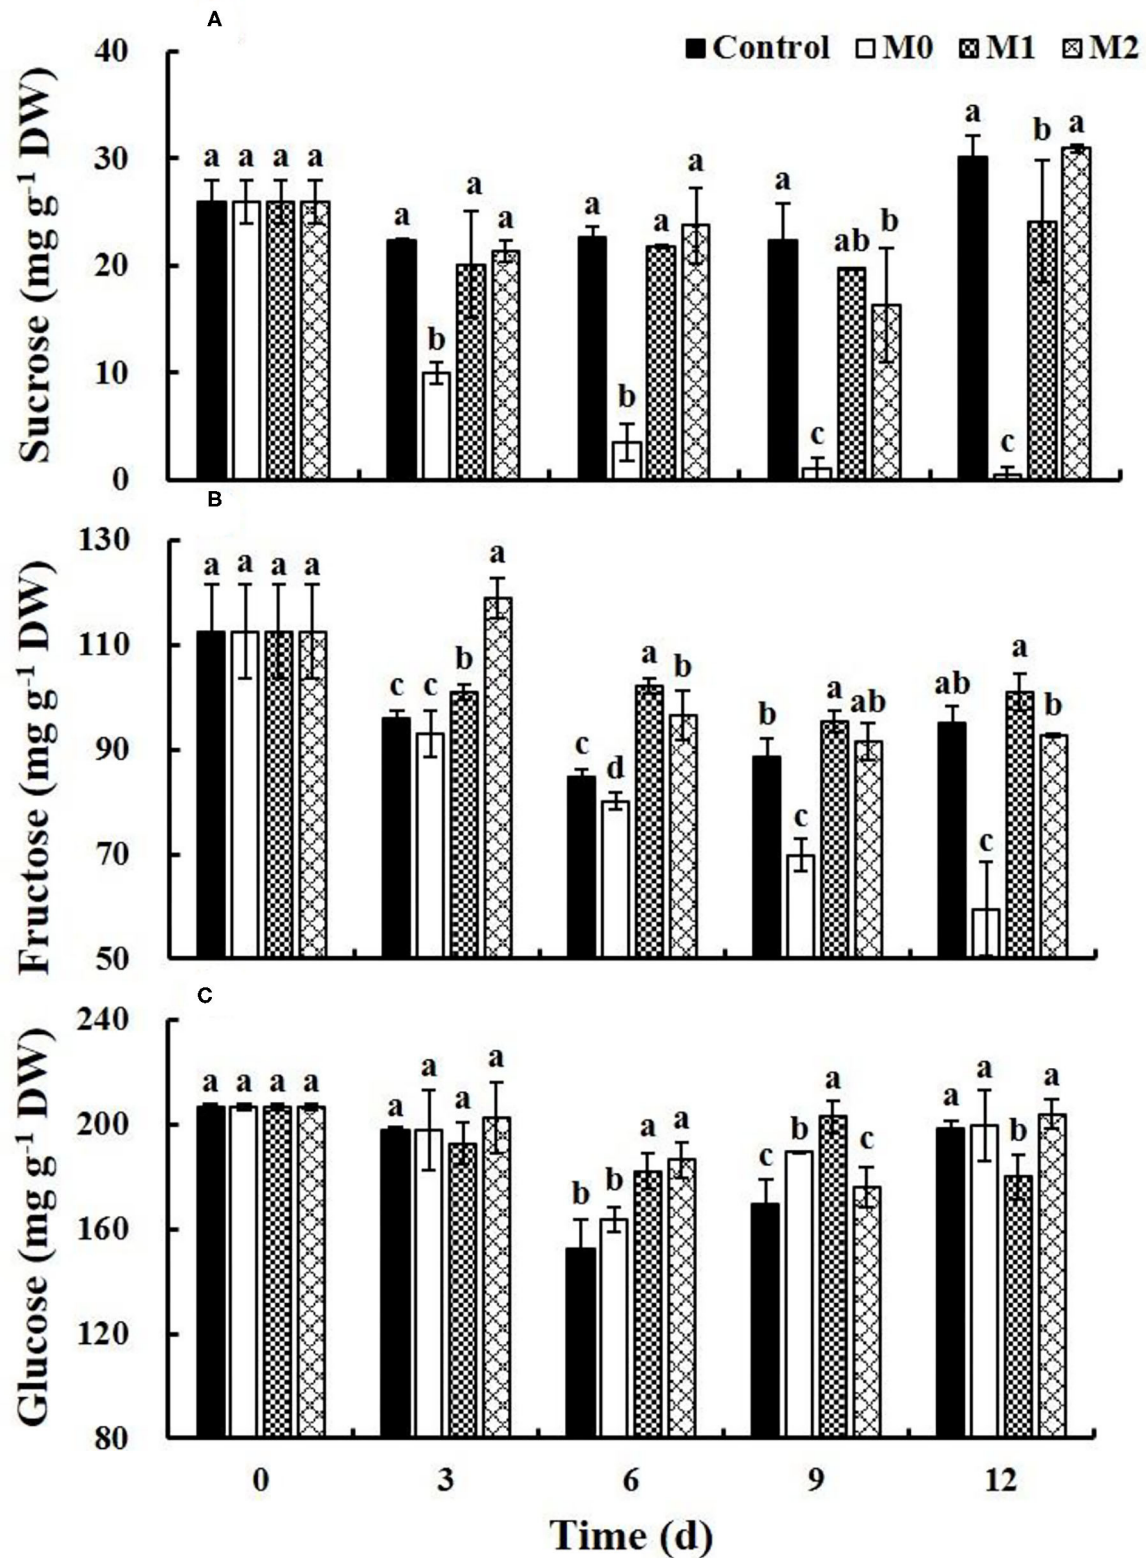 A
Control M0 M1 M2
Sucrose (mg g-1 DW)
40
30
20
10
0
a a a a
a b a a
a b a a
a c ab b
a c b a
B
Fructose (mg g-1 DW)
130
110
90
70
50
a a a a
c c b a
c d a b
b c a ab
ab c a b
C
Glucose (mg g-1 DW)
240
200
160
120
80
a a a a
a a a a
b b a a
c b a c
a a b a
0 3 6 9 12
Time (d)